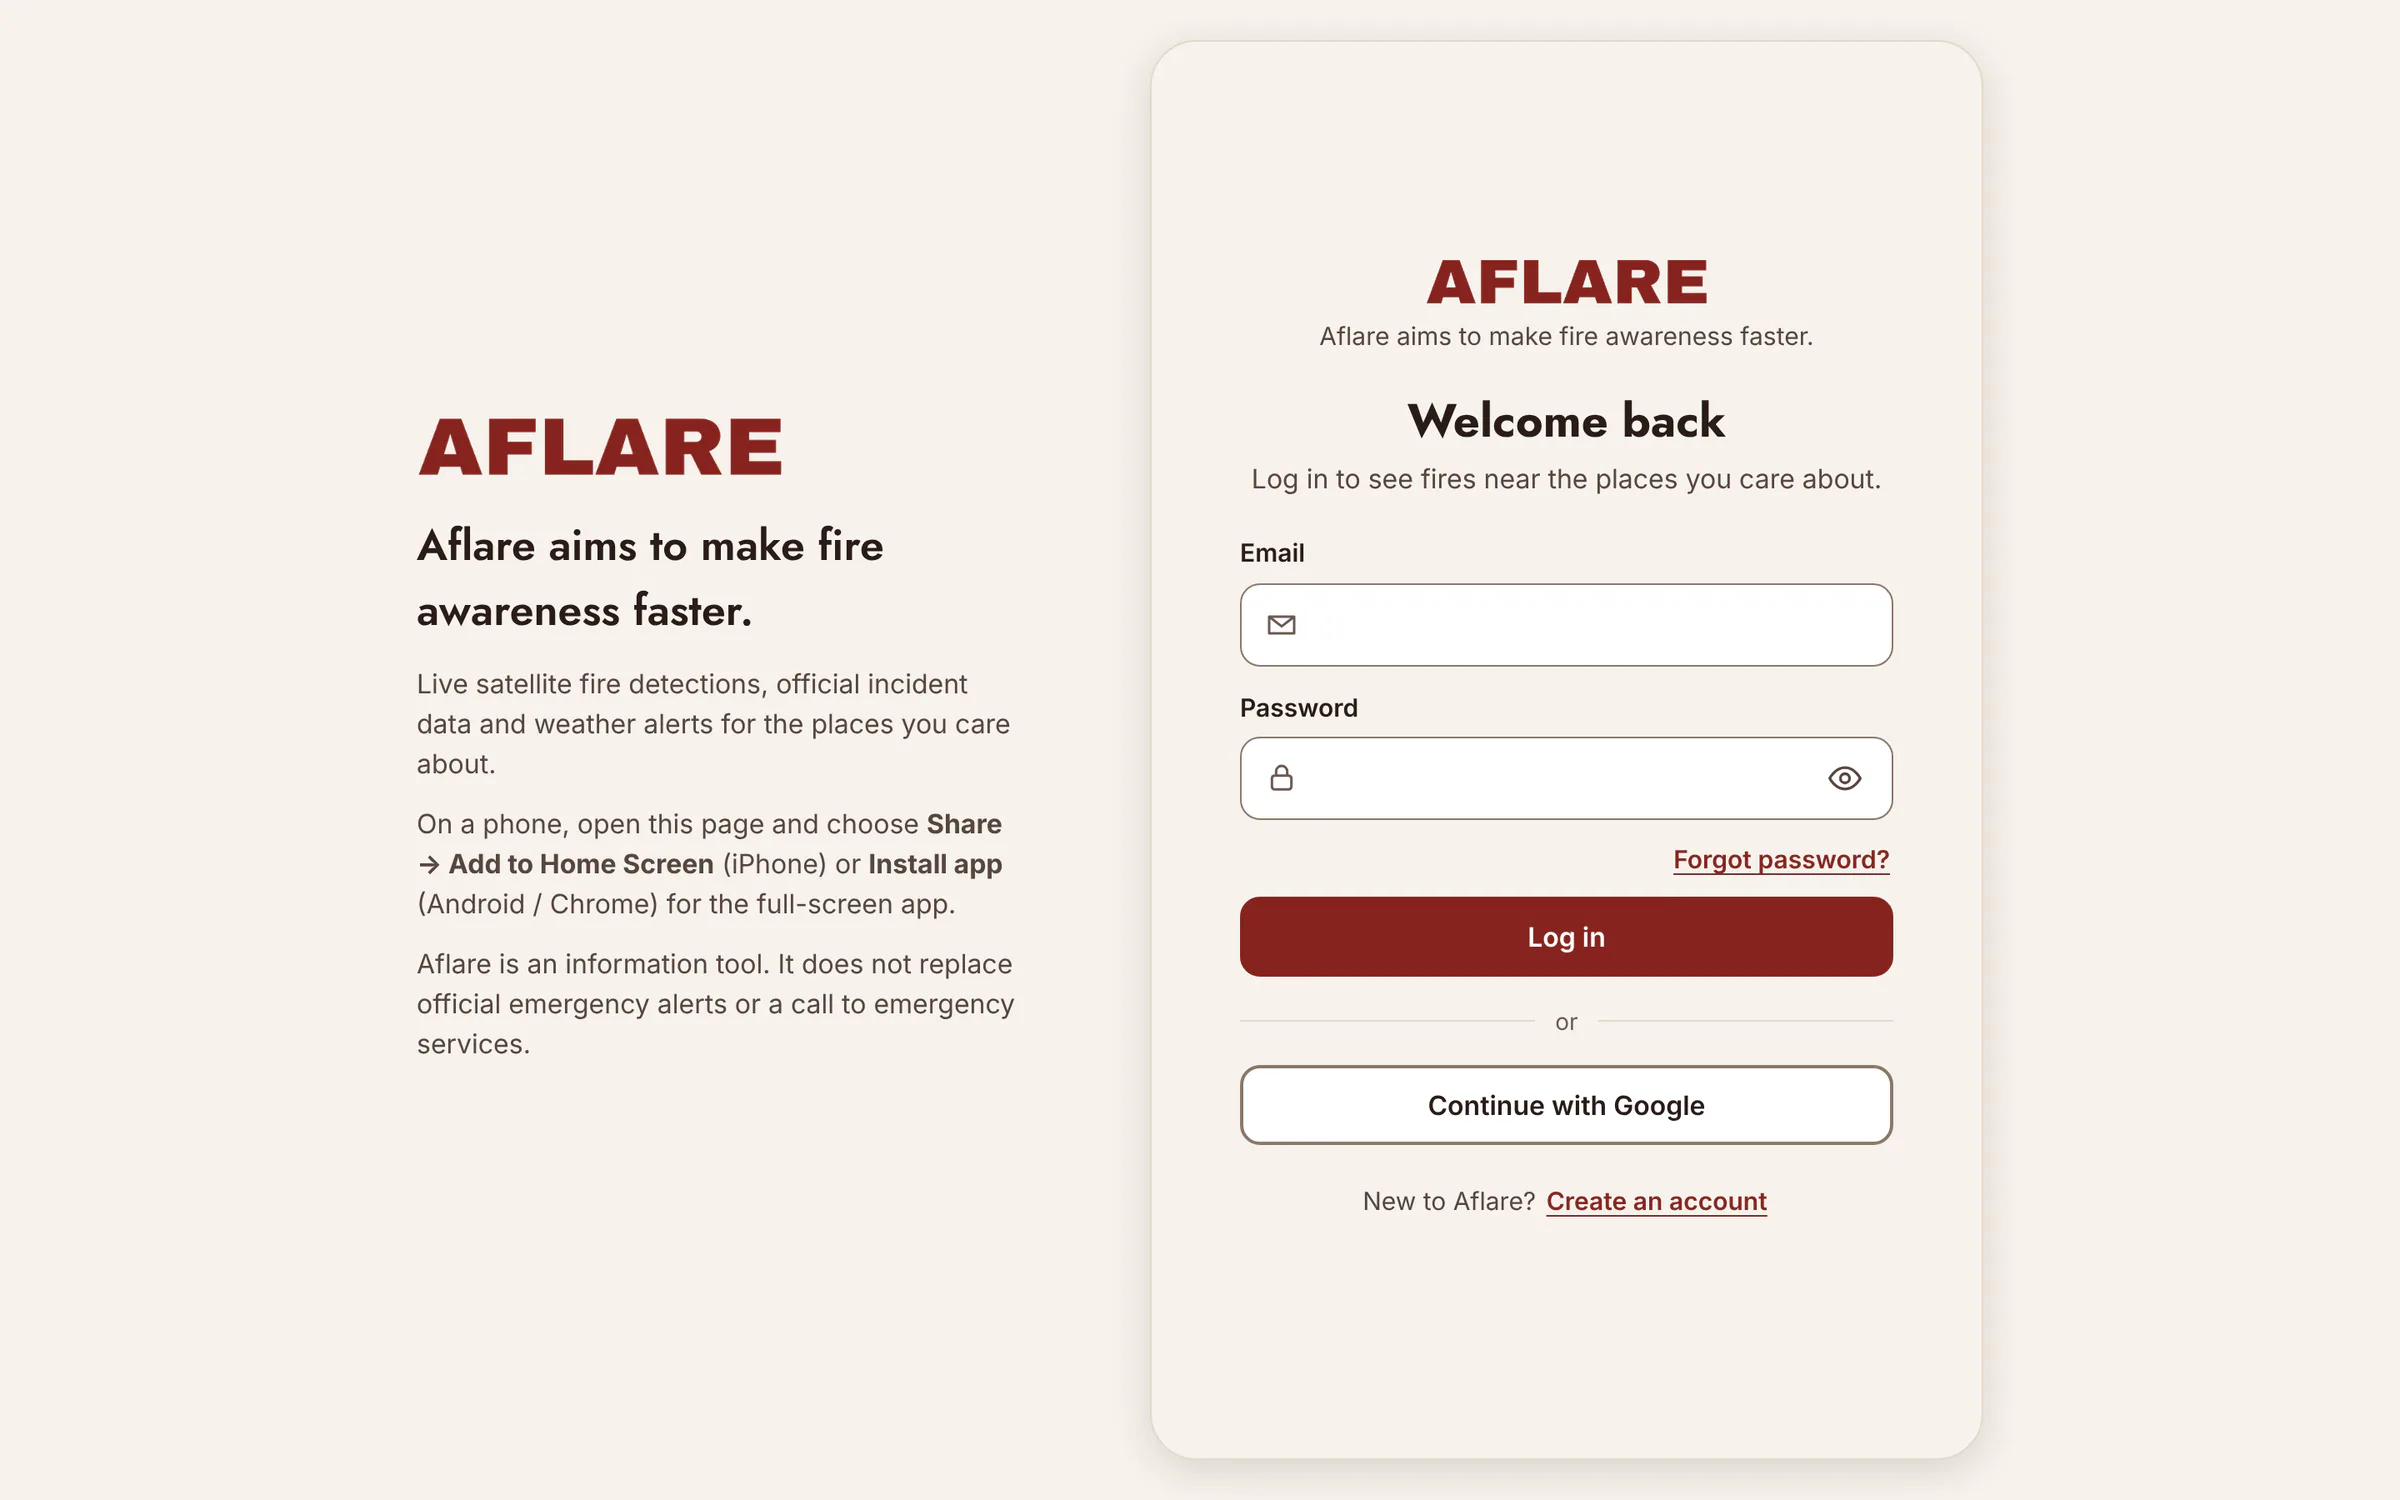 AFLARE
Aflare aims to make fire
awareness faster.
Live satellite fire detections, official incident
data and weather alerts for the places you care
about.
On a phone, open this page and choose Share
→ Add to Home Screen (iPhone) or Install app
(Android / Chrome) for the full-screen app.
Aflare is an information tool. It does not replace
official emergency alerts or a call to emergency
services.
AFLARE
Aflare aims to make fire awareness faster.
Welcome back
Log in to see fires near the places you care about.
Email
Password
Forgot password?
Log in
or
Continue with Google
New to Aflare? Create an account